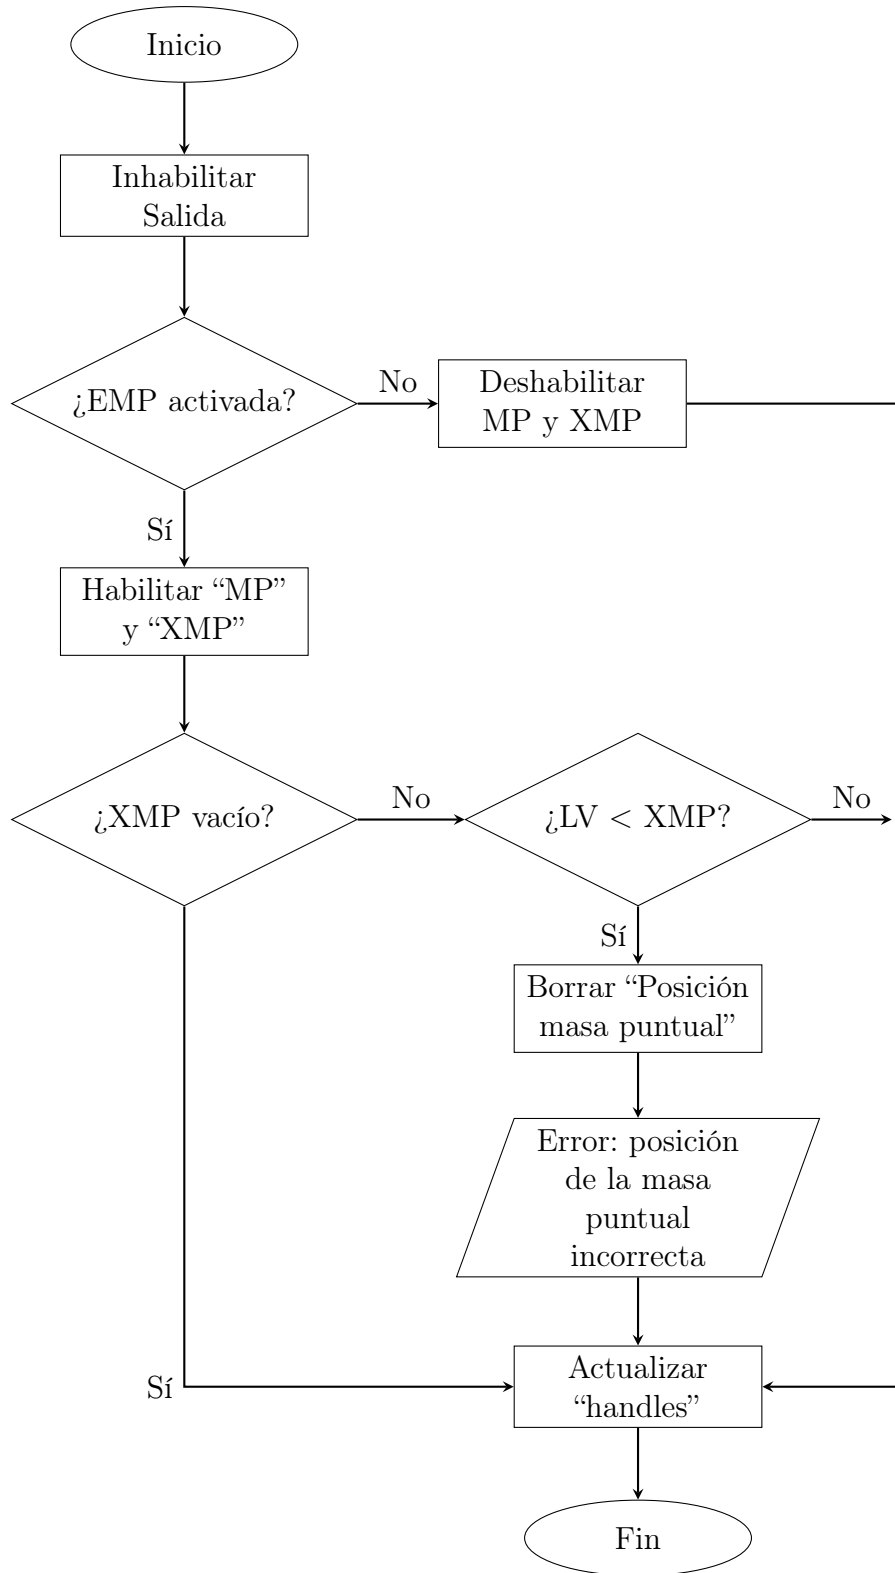 Inicio
Inhabilitar
Salida
¿EMP activada?
No
Deshabilitar
MP y XMP
Sí
Habilitar “MP”
y “XMP”
¿XMP vacío?
No
¿LV < XMP?
No
Sí
Borrar “Posición
masa puntual”
Error: posición
de la masa
puntual
incorrecta
Sí
Actualizar
“handles”
Fin